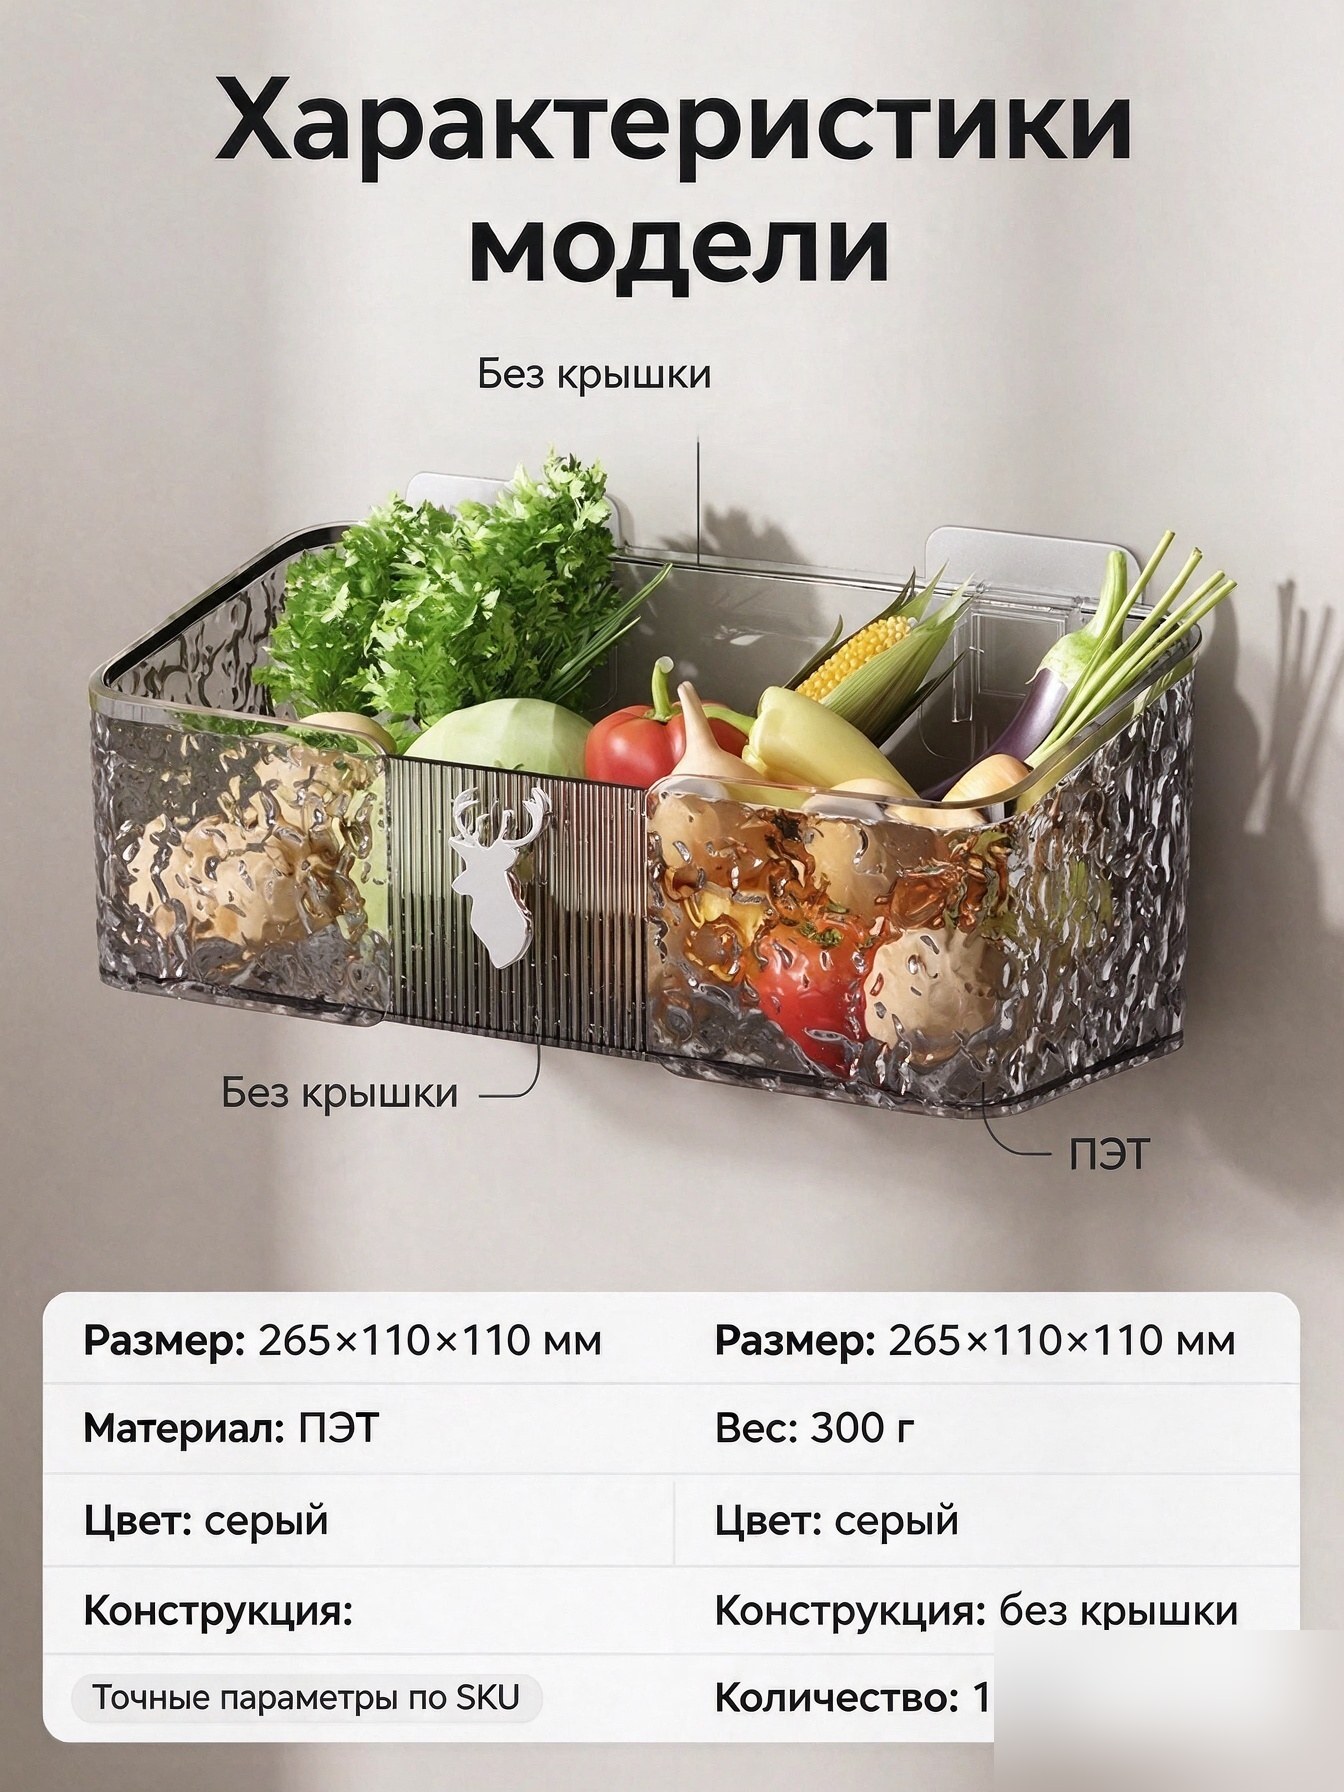 Характеристики
модели
Без крышки
Без крышки
ПЭТ
Размер: 265×110×110 мм
Размер: 265×110×110 мм
Материал: ПЭТ
Вес: 300 г
Цвет: серый
Цвет: серый
Конструкция:
Конструкция: без крышки
Точные параметры по SKU
Количество: 1